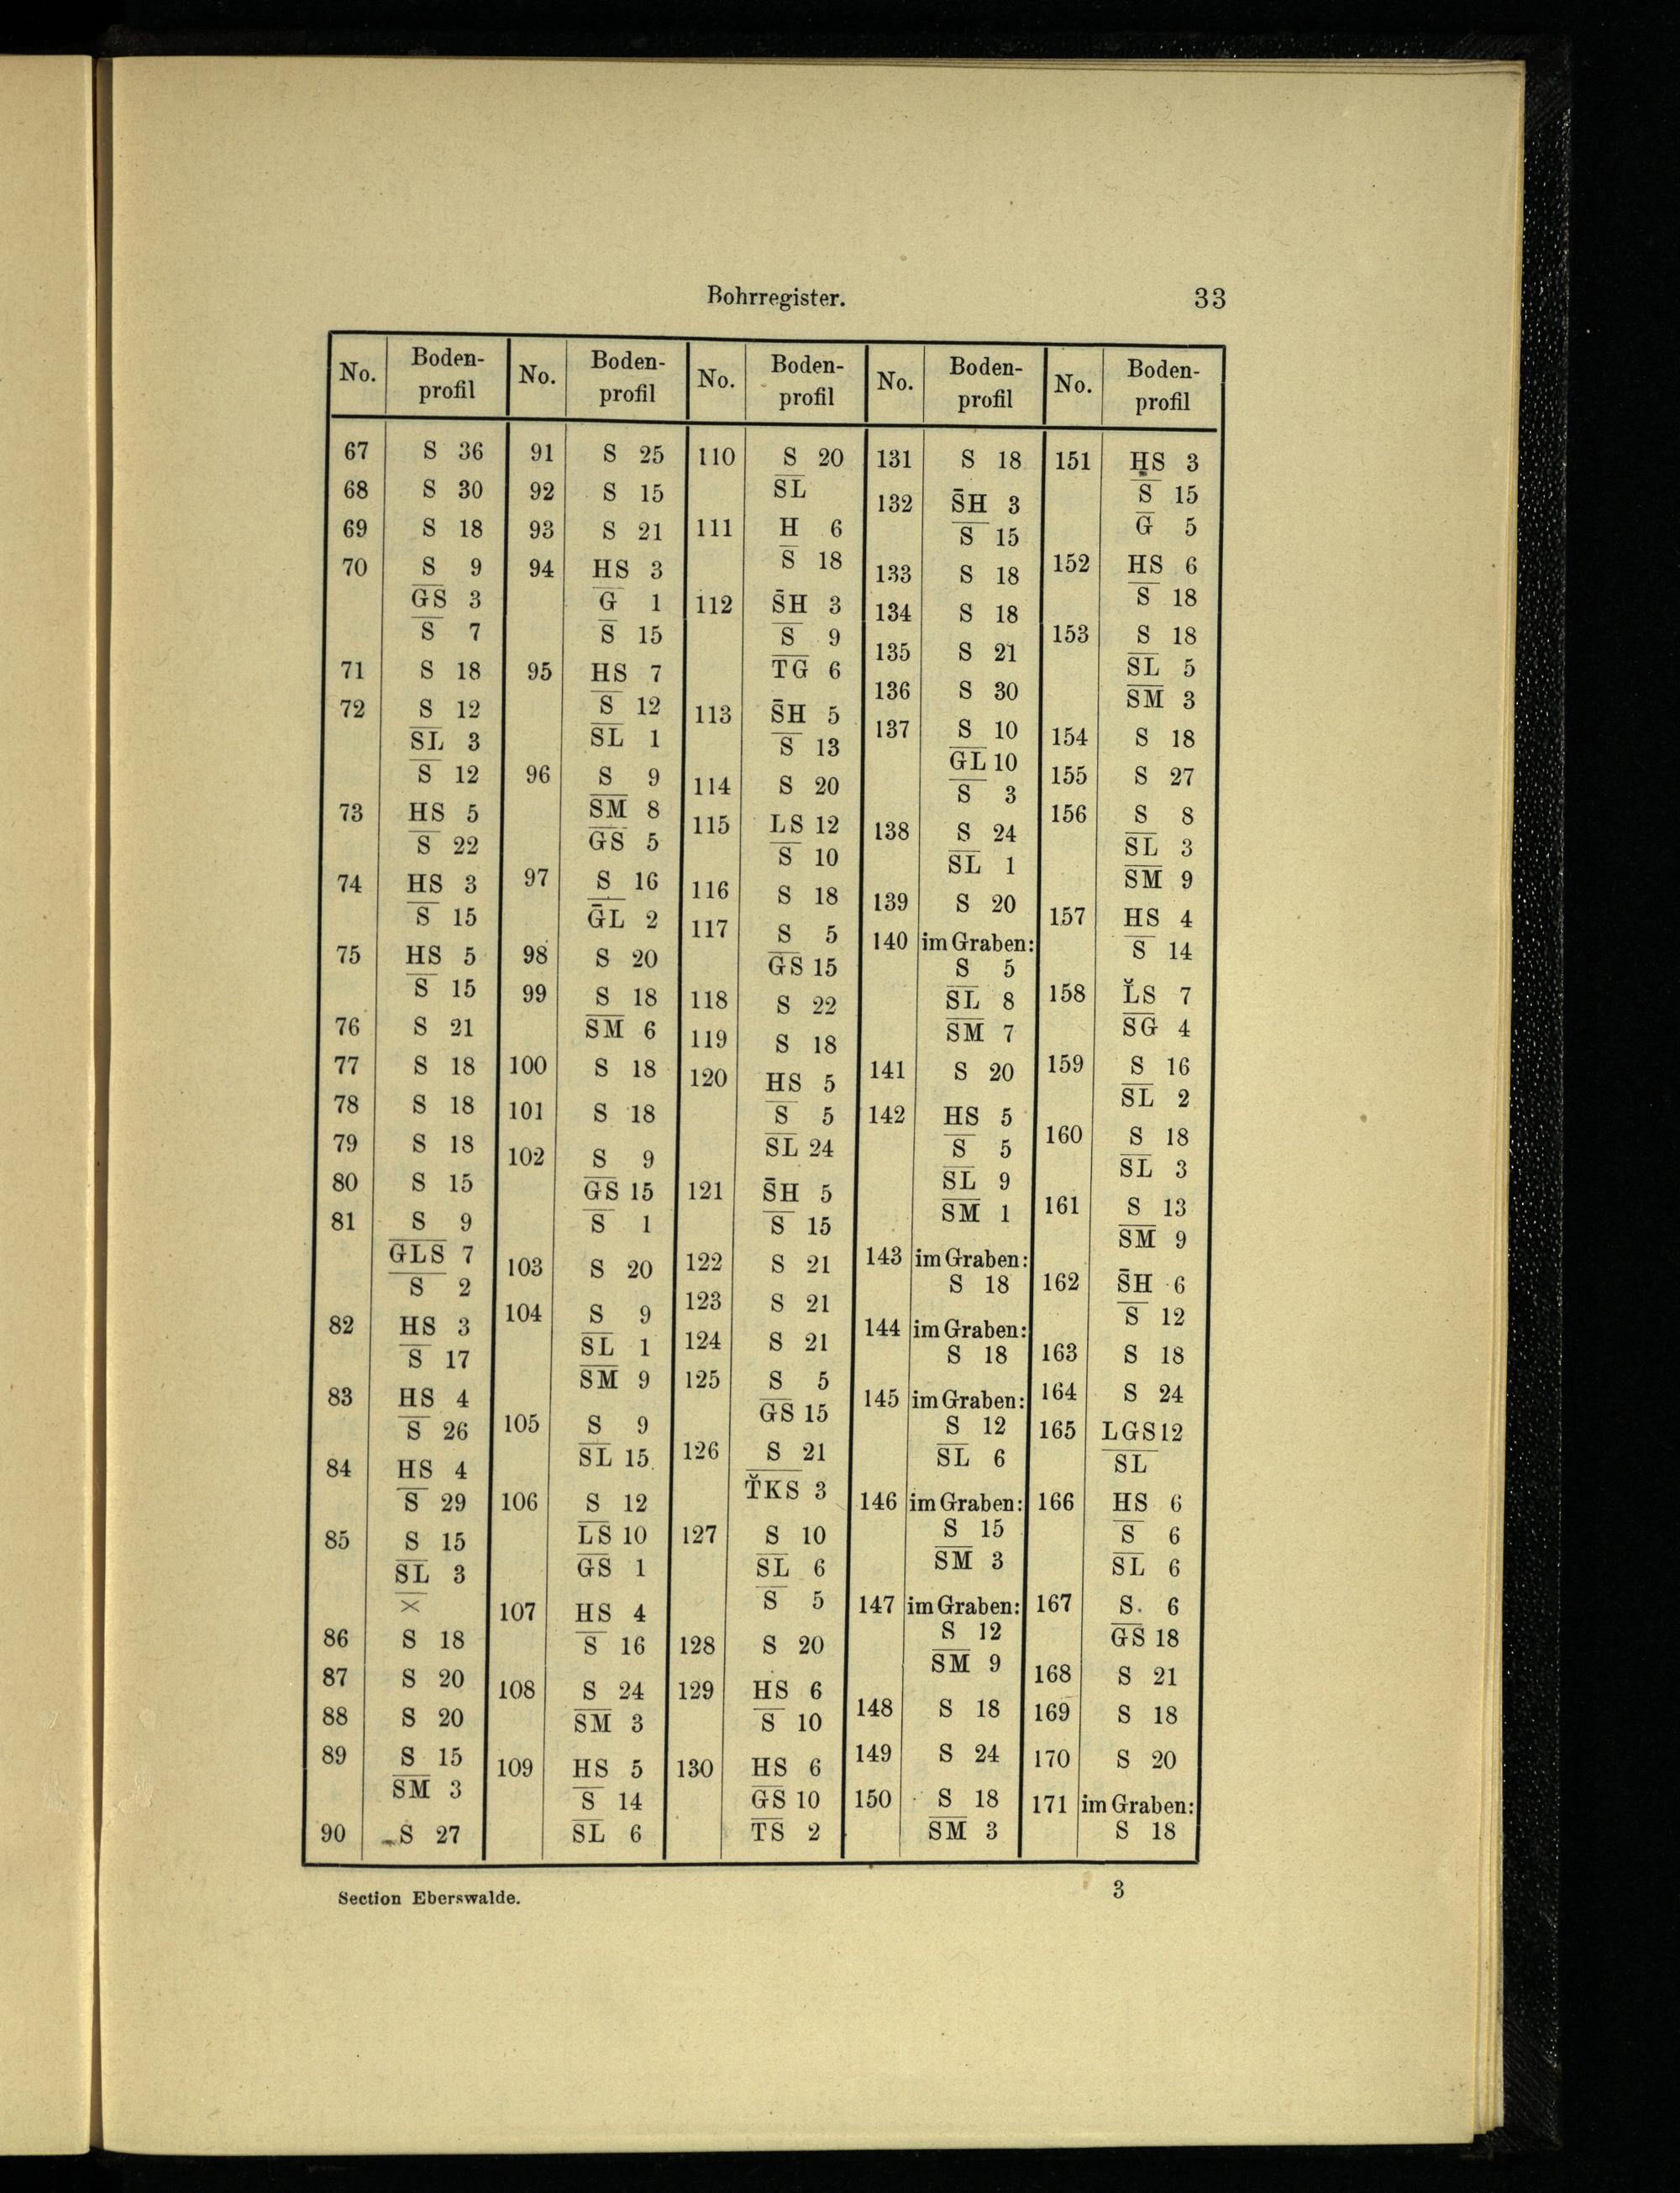 Bohrregister. 33
No. Boden-profil No. Boden-profil No. Boden-profil No. Boden-profil No. Boden-profil
67 S 36
68 S 30
69 S 18
70 S 9
GS 3
S 7
71 S 18
72 S 12
SL 3
S 12
73 HS 5
S 22
74 HS 3
S 15
75 HS 5
S 15
76 S 21
77 S 18
78 S 18
79 S 18
80 S 15
81 S 9
GLS 7
S 2
82 HS 3
S 17
83 HS 4
S 26
84 HS 4
S 29
85 S 15
SL 3
×
86 S 18
87 S 20
88 S 20
89 S 15
SM 3
90 S 27
91 S 25
92 S 15
93 S 21
94 HS 3
G 1
S 15
95 HS 7
S 12
SL 1
96 S 9
SM 8
GS 5
97 S 16
G̅L 2
98 S 20
99 S 18
SM 6
100 S 18
101 S 18
102 S 9
GS 15
S 1
103 S 20
104 S 9
SL 1
SM 9
105 S 9
SL 15
106 S 12
LS 10
GS 1
107 HS 4
S 16
108 S 24
SM 3
109 HS 5
S 14
SL 6
110 S 20
SL
111 H 6
S 18
112 S̄H 3
S 9
TG 6
113 S̄H 5
S 13
114 S 20
115 LS 12
S 10
116 S 18
117 S 5
GS 15
118 S 22
119 S 18
120 HS 5
S 5
SL 24
121 S̄H 5
S 15
122 S 21
123 S 21
124 S 21
125 S 5
GS 15
126 S 21
ŤKS 3
127 S 10
SL 6
S 5
128 S 20
129 HS 6
S 10
130 HS 6
GS 10
TS 2
131 S 18
132 S̄H 3
S 15
133 S 18
134 S 18
135 S 21
136 S 30
137 S 10
GL 10
S 3
138 S 24
SL 1
139 S 20
140 im Graben:
S 5
SL 8
SM 7
141 S 20
142 HS 5
S 5
SL 9
SM 1
143 im Graben:
S 18
144 im Graben:
S 18
145 im Graben:
S 12
SL 6
146 im Graben:
S 15
SM 3
147 im Graben:
S 12
SM 9
148 S 18
149 S 24
150 S 18
SM 3
151 HS 3
S 15
G 5
152 HS 6
S 18
153 S 18
SL 5
SM 3
154 S 18
155 S 27
156 S 8
SL 3
SM 9
157 HS 4
S 14
158 L̆S 7
SG 4
159 S 16
SL 2
160 S 18
SL 3
161 S 13
SM 9
162 S̄H 6
S 12
163 S 18
164 S 24
165 LGS 12
SL
166 HS 6
S 6
SL 6
167 S. 6
GS 18
168 S 21
169 S 18
170 S 20
171 im Graben:
S 18
Section Eberswalde. 3